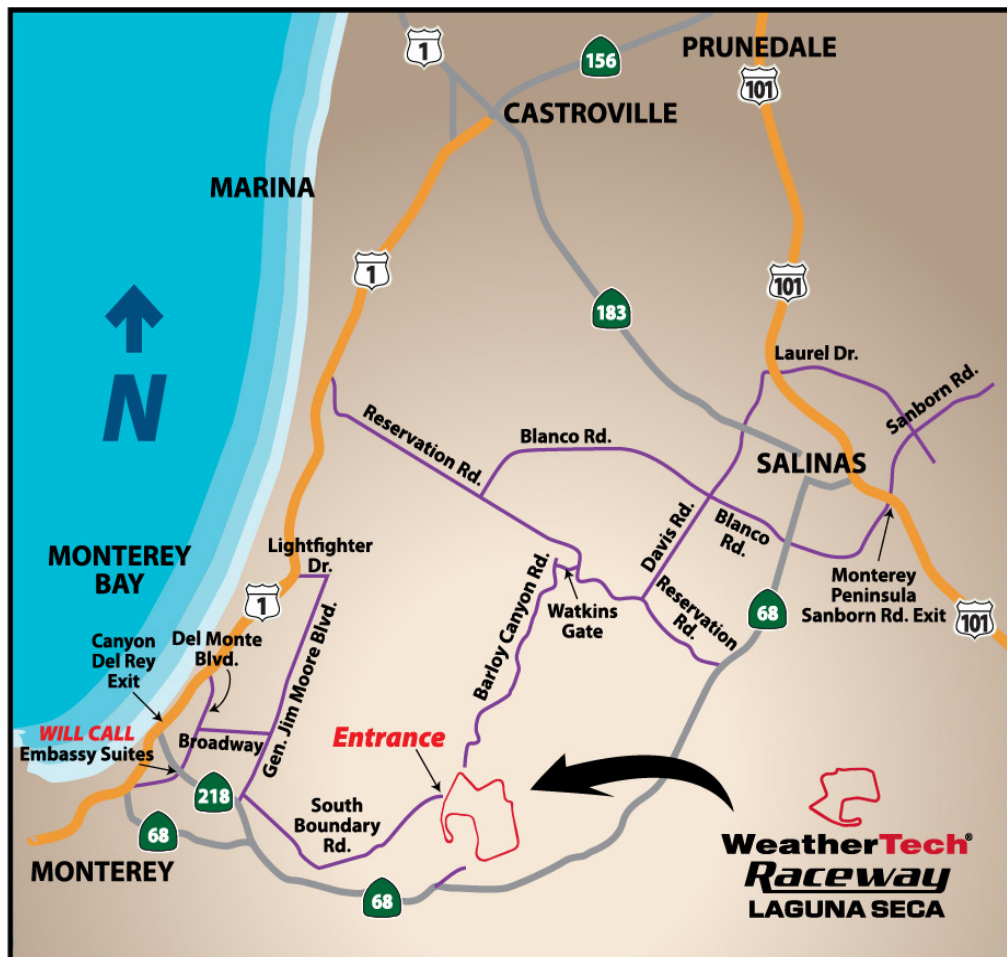 1
156
PRUNEDALE
101
CASTROVILLE
MARINA
1
101
183
N
Laurel Dr.
Sanborn Rd.
Reservation Rd.
Blanco Rd.
SALINAS
Davis Rd.
Blanco
Rd.
MONTEREY
BAY
Lightfighter
Dr.
1
Barloy Canyon Rd.
Watkins
Gate
Reservation
Rd.
68
Monterey
Peninsula
Sanborn Rd. Exit
101
Canyon
Del Rey
Exit
Del Monte
Blvd.
Gen. Jim Moore Blvd.
WILL CALL
Embassy Suites
Broadway
Entrance
218
South
Boundary
Rd.
68
MONTEREY
68
WeatherTech®
Raceway
LAGUNA SECA